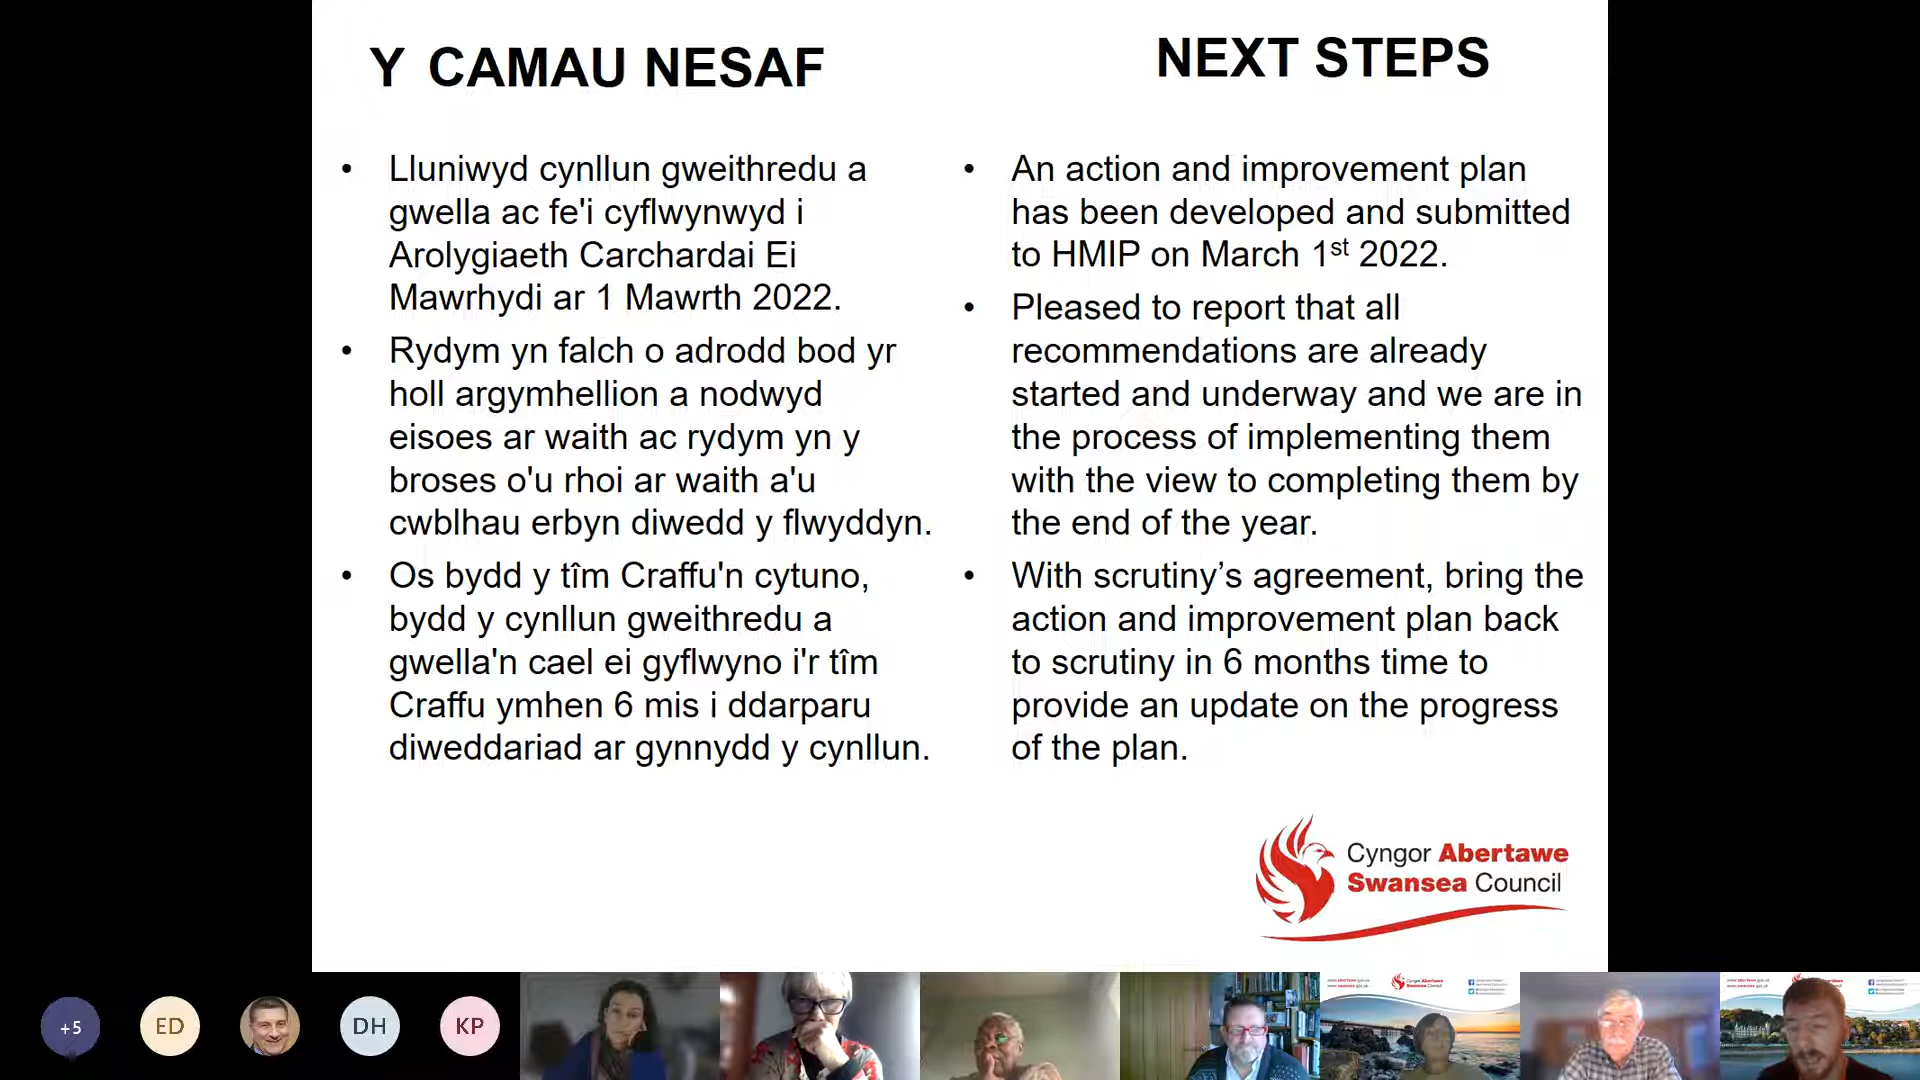 Y CAMAU NESAF
• Lluniwyd cynllun gweithredu a
gwella ac fe'i cyflwynwyd i
Arolygiaeth Carchardai Ei
Mawrhydi ar 1 Mawrth 2022.
• Rydym yn falch o adrodd bod yr
holl argymhellion a nodwyd
eisoes ar waith ac rydym yn y
broses o'u rhoi ar waith a'u
cwblhau erbyn diwedd y flwyddyn.
• Os bydd y tîm Craffu'n cytuno,
bydd y cynllun gweithredu a
gwella'n cael ei gyflwyno i'r tîm
Craffu ymhen 6 mis i ddarparu
diweddariad ar gynnydd y cynllun.
NEXT STEPS
• An action and improvement plan
has been developed and submitted
to HMIP on March 1st 2022.
• Pleased to report that all
recommendations are already
started and underway and we are in
the process of implementing them
with the view to completing them by
the end of the year.
• With scrutiny’s agreement, bring the
action and improvement plan back
to scrutiny in 6 months time to
provide an update on the progress
of the plan.
Cyngor Abertawe
Swansea Council
+5
ED
DH
KP